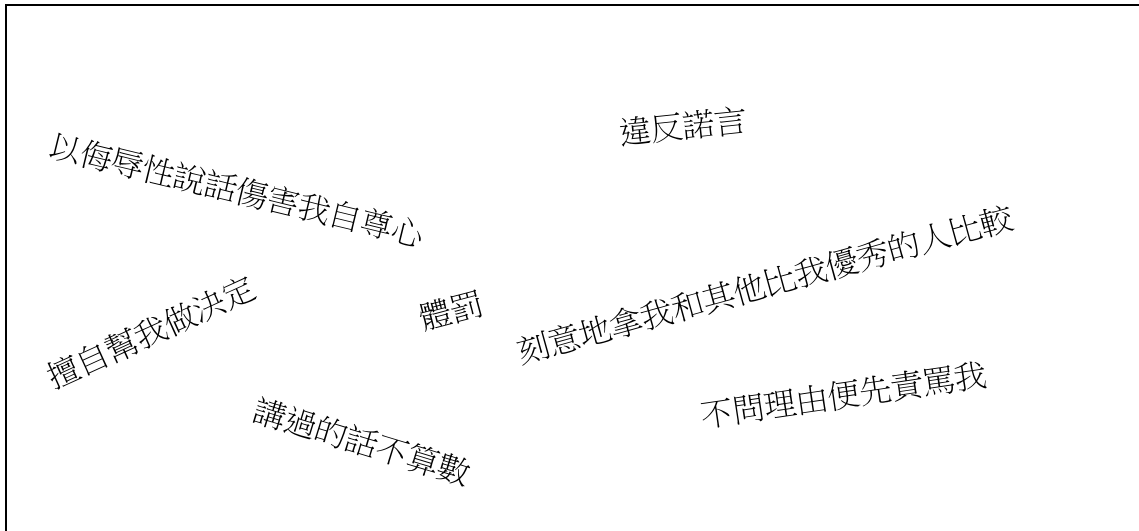 違反諾言
以侮辱性說話傷害我自尊心
刻意地拿我和其他比我優秀的人比較
擅自幫我做決定
體罰
不問理由便先責罵我
講過的話不算數